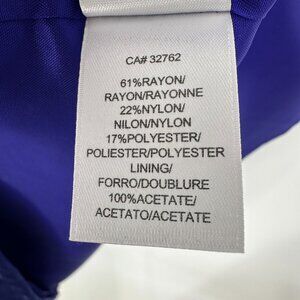 CA# 32762
61%RAYON/
RAYON/RAYONNE
22%NYLON/
NILON/NYLON
17%POLYESTER/
POLIESTER/POLYESTER
LINING/
FORRO/DOUBLURE
100%ACETATE/
ACETATO/ACETATE